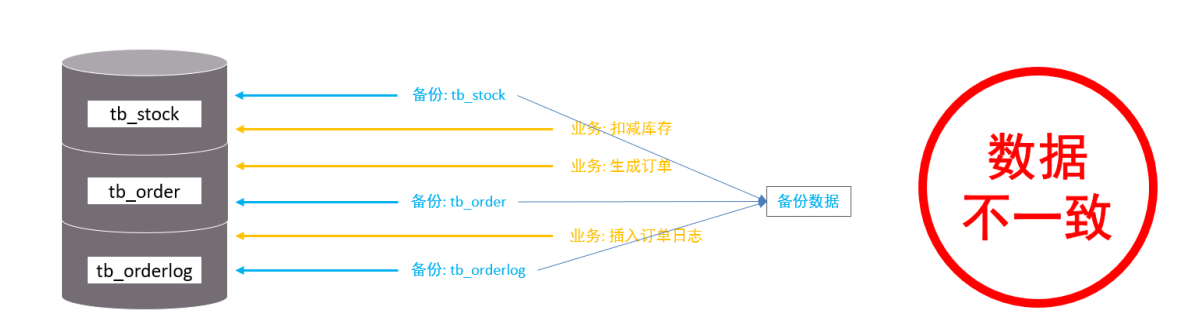 tb_stock
备份: tb_stock
业务: 扣减库存
业务: 生成订单
tb_order
备份: tb_order
备份数据
业务: 插入订单日志
tb_orderlog
备份: tb_orderlog
数据
不一致